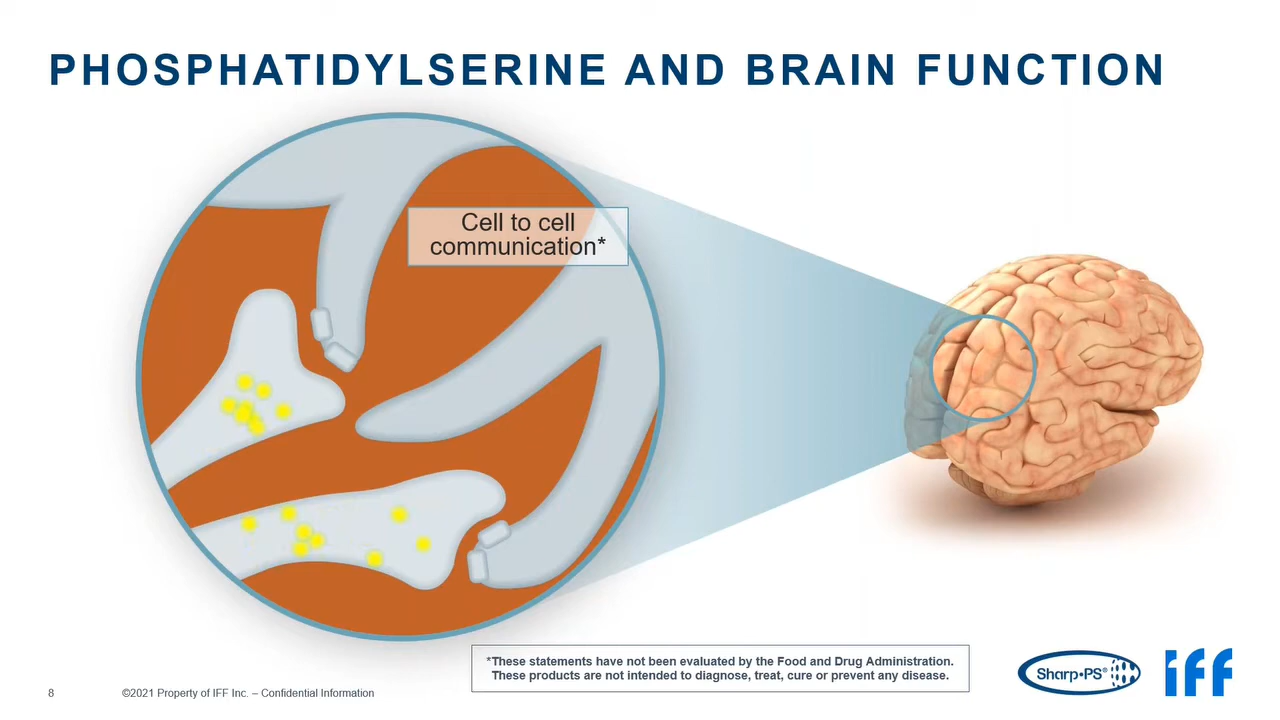 PHOSPHATIDYLSERINE AND BRAIN FUNCTION
Cell to cell
communication*
*These statements have not been evaluated by the Food and Drug Administration.
These products are not intended to diagnose, treat, cure or prevent any disease.
8
©2021 Property of IFF Inc. – Confidential Information
Sharp•PS®
iff